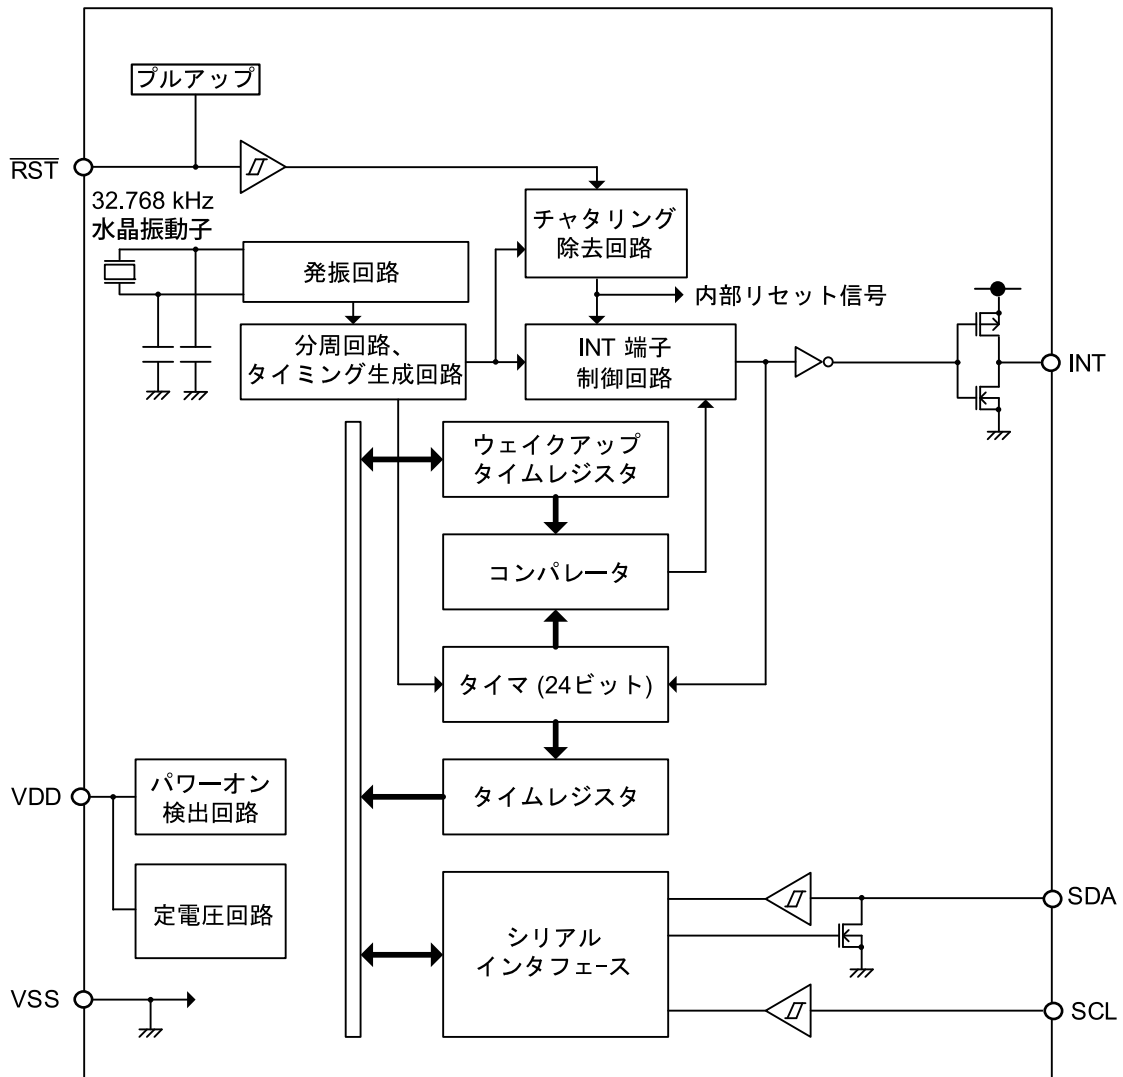 プルアップ
RST
32.768 kHz
水晶振動子
チャタリング
除去回路
発振回路
内部リセット信号
分周回路、
タイミング生成回路
INT 端子
制御回路
INT
ウェイクアップ
タイムレジスタ
コンパレータ
タイマ (24ビット)
タイムレジスタ
VDD
パワーオン
検出回路
定電圧回路
シリアル
インタフェース
SDA
VSS
SCL